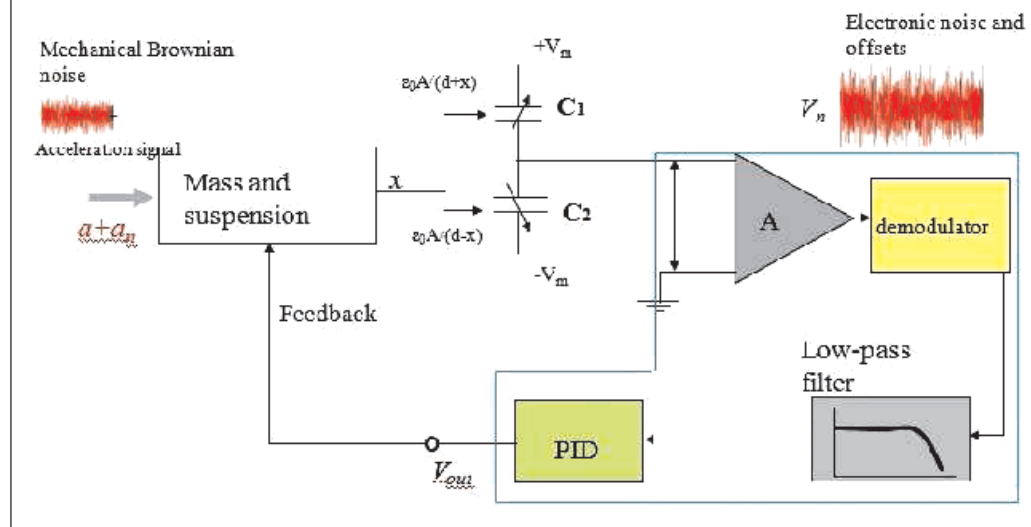 Mechanical Brownian
noise
Acceleration signal
a+aₙ
Mass and
suspension
x
Feedback
+Vₘ
ε₀A/(d+x)
C1
C2
ε₀A/(d-x)
-Vₘ
Electronic noise and
offsets
Vₙ
A
demodulator
Low-pass
filter
PID
Vout